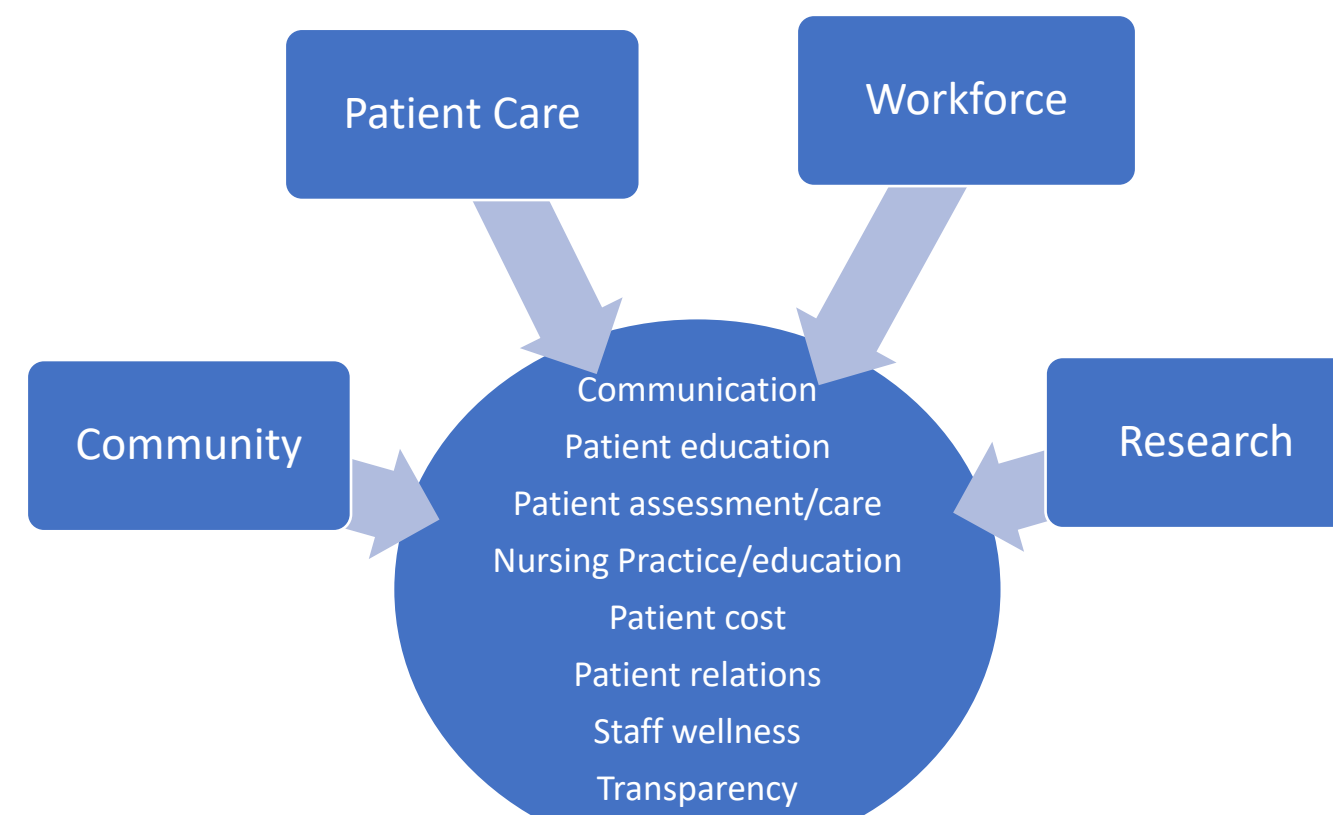 Patient Care
Workforce
Community
Research
Communication
Patient education
Patient assessment/care
Nursing Practice/education
Patient cost
Patient relations
Staff wellness
Transparency